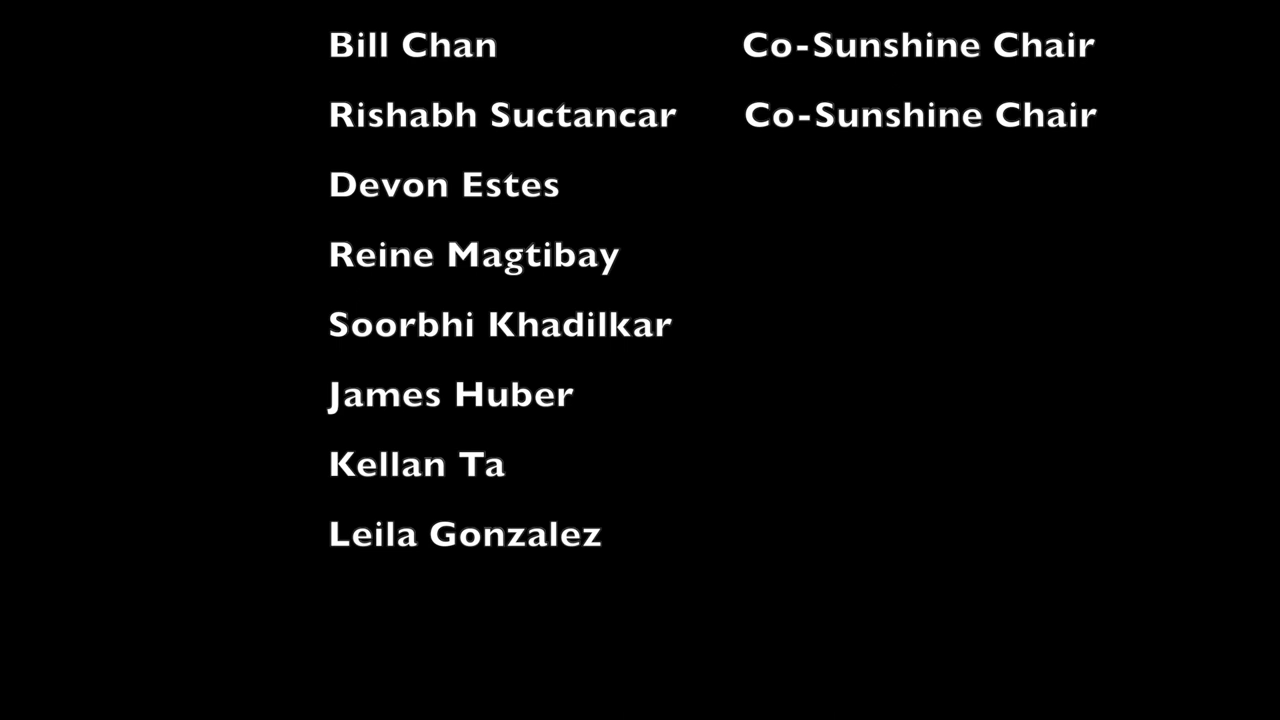 Bill Chan Co-Sunshine Chair
Rishabh Suctancar Co-Sunshine Chair
Devon Estes
Reine Magtibay
Soorbhi Khadilkar
James Huber
Kellan Ta
Leila Gonzalez